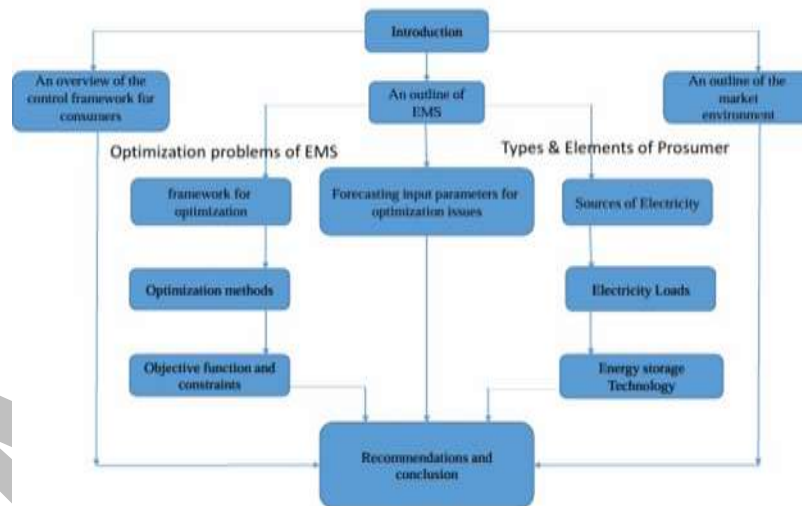 Introduction
An overview of the
control framework for
consumers
An outline of
EMS
An outline of the
market
environment
Optimization problems of EMS
Types & Elements of Prosumer
framework for
optimization
Forecasting input parameters for
optimization issues
Sources of Electricity
Optimization methods
Electricity Loads
Objective function and
constraints
Energy storage
Technology
Recommendations and
conclusion